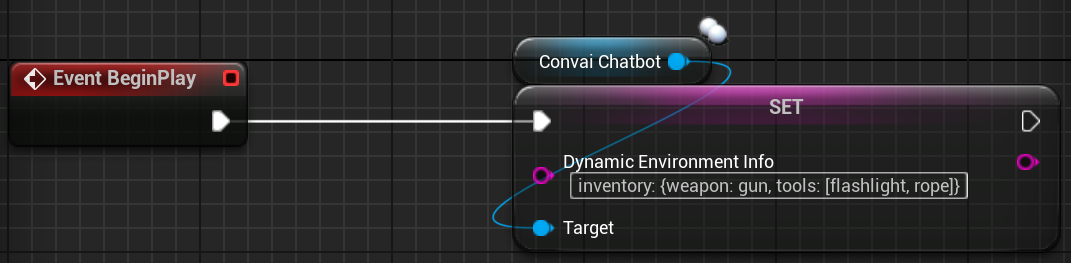 Event BeginPlay
Convai Chatbot
SET
Dynamic Environment Info
inventory: {weapon: gun, tools: [flashlight, rope]}
Target